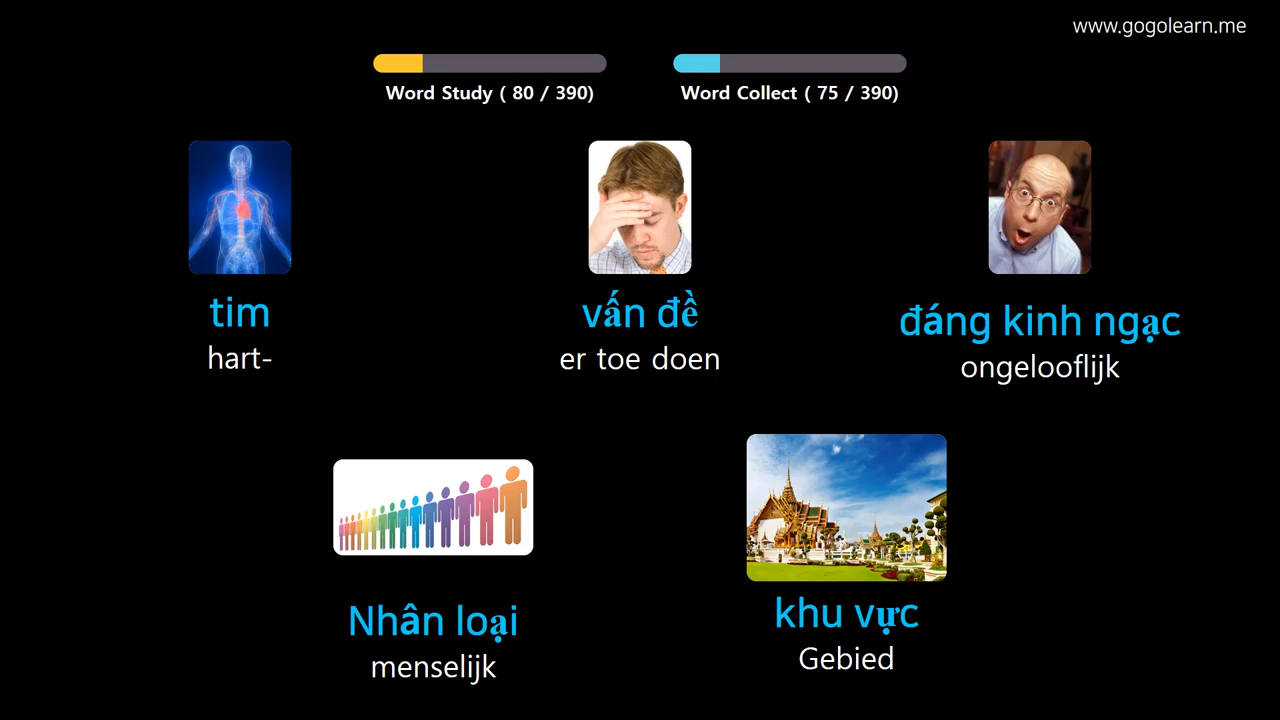 www.gogolearn.me
Word Study ( 80 / 390)
Word Collect ( 75 / 390)
tim
hart-
vấn đề
er toe doen
đáng kinh ngạc
ongelooflijk
Nhân loại
menselijk
khu vực
Gebied